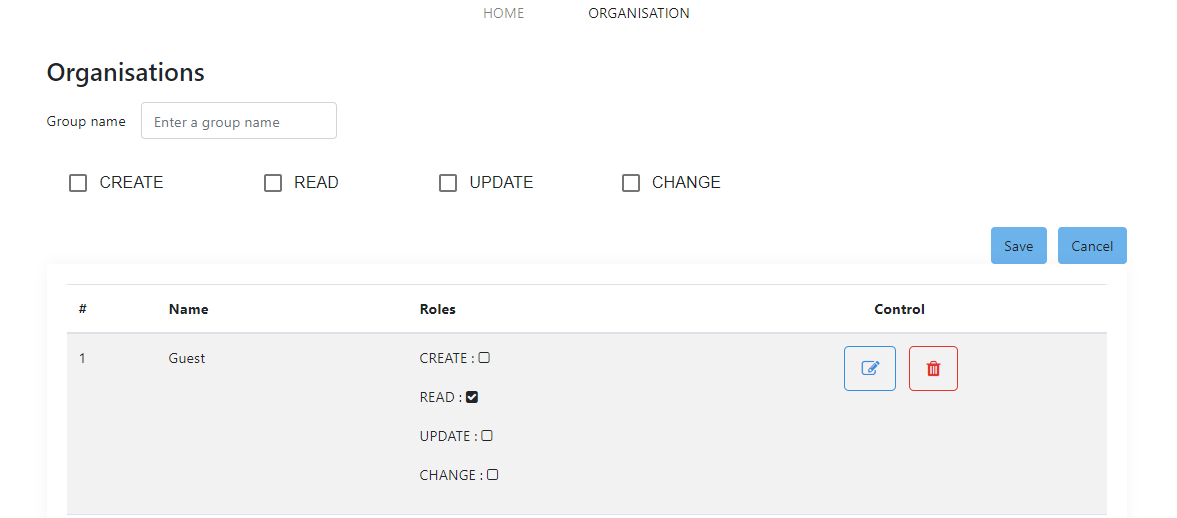 HOME ORGANISATION
Organisations
Group name Enter a group name
CREATE READ UPDATE CHANGE
Save Cancel
# Name Roles Control
1 Guest CREATE :
READ :
UPDATE :
CHANGE :